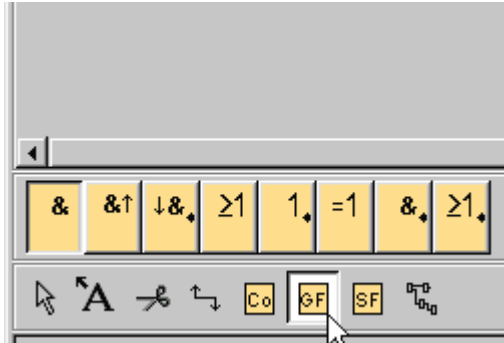 & &↑ ↓& ≥1 1 =1 & ≥1
A Co GF SF